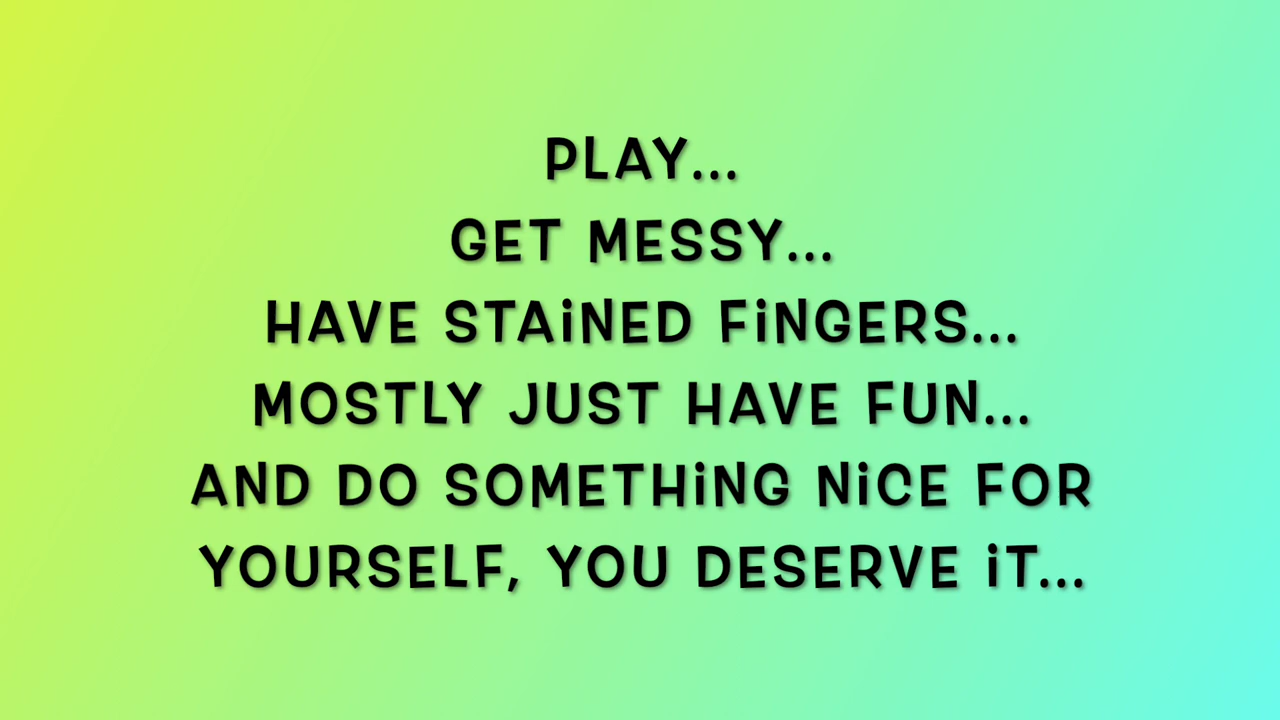 PLAY...
GET MESSY...
HAVE STAiNED FiNGERS...
MOSTLY JUST HAVE FUN...
AND DO SOMETHiNG NiCE FOR
YOURSELF, YOU DESERVE iT...